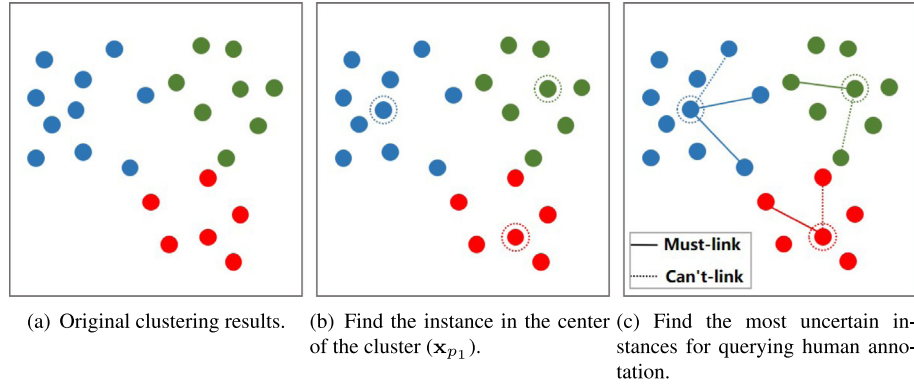 Must-link
Can't-link
(a) Original clustering results.
(b) Find the instance in the center
of the cluster (x_{p_1}).
(c) Find the most uncertain in-
stances for querying human anno-
tation.